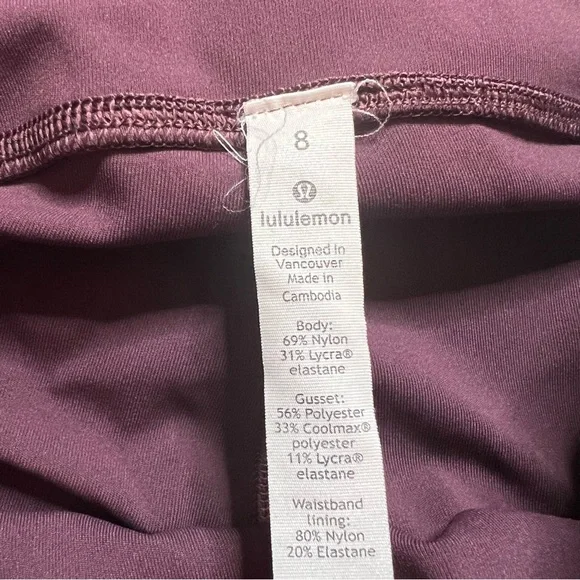 8
lululemon
Designed in
Vancouver
Made in
Cambodia
Body:
69% Nylon
31% Lycra®
elastane
Gusset:
56% Polyester
33% Coolmax®
polyester
11% Lycra®
elastane
Waistband
lining:
80% Nylon
20% Elastane